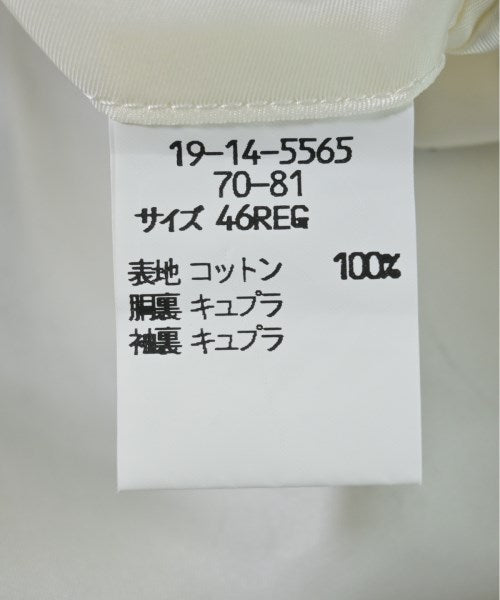 19-14-5565
70-81
サイズ 46REG
表地 コットン 100%
胴裏 キュプラ
袖裏 キュプラ